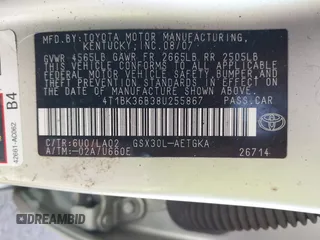 MFD. BY: TOYOTA MOTOR MANUFACTURING,
KENTUCKY, INC. 08/07
GVWR 4565LB GAWR FR 2665LB RR 2505LB
THIS VEHICLE CONFORMS TO ALL APPLICABLE
FEDERAL MOTOR VEHICLE SAFETY, BUMPER, AND
THEFT PREVENTION STANDARDS IN EFFECT ON
THE DATE OF MANUFACTURE SHOWN ABOVE.
4T1BK36B38U255867 PASS.CAR
C/TR:6U0/LA02 GSX30L-AETGKA
A/TM:-02A/U660E 26714
TOYOTA
B4
DREAMBID